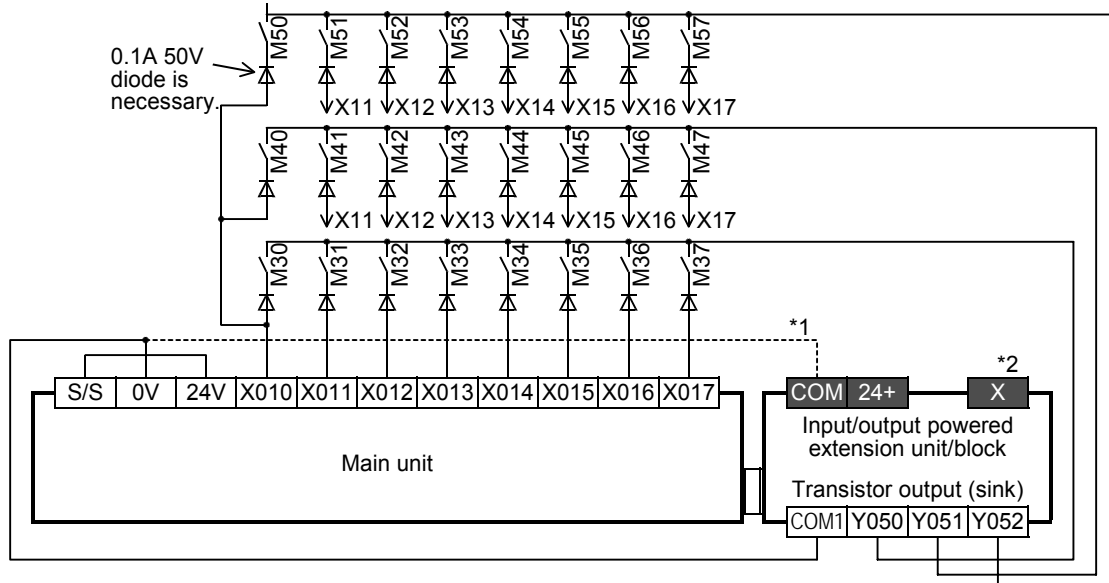 M50 M51 M52 M53 M54 M55 M56 M57
0.1A 50V
diode is
necessary.
X11 X12 X13 X14 X15 X16 X17
M40 M41 M42 M43 M44 M45 M46 M47
X11 X12 X13 X14 X15 X16 X17
M30 M31 M32 M33 M34 M35 M36 M37
*1
*2
S/S 0V 24V X010 X011 X012 X013 X014 X015 X016 X017
COM 24+ X
Input/output powered
extension unit/block
Main unit
Transistor output (sink)
COM1 Y050 Y051 Y052